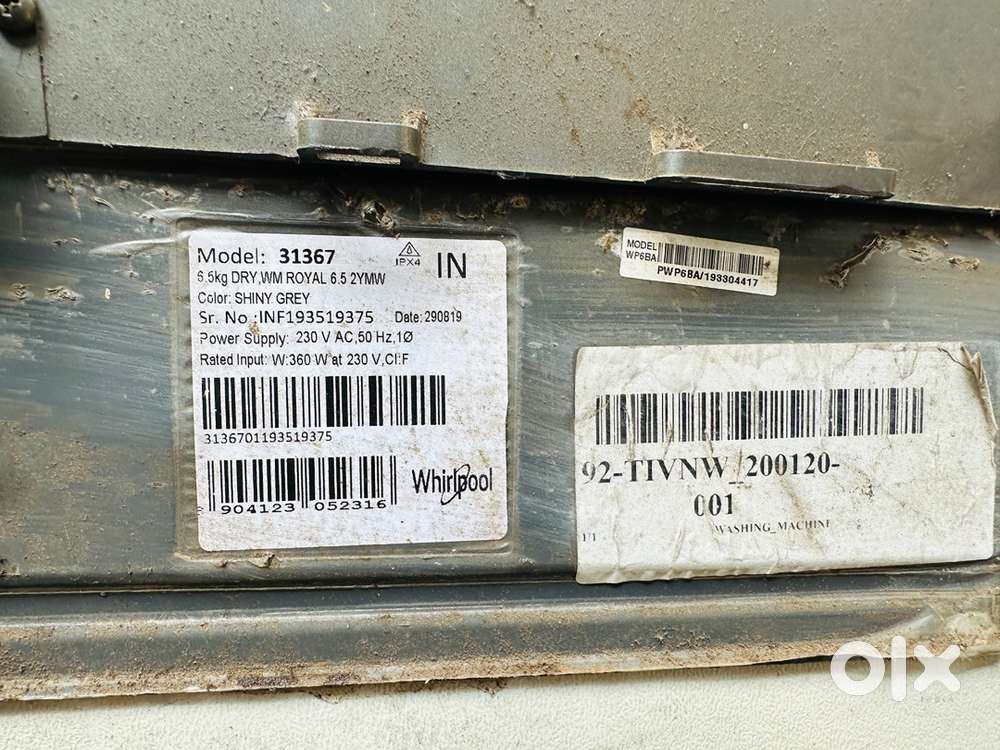 Model: 31367
IPX4
IN
6.5kg DRY,WM ROYAL 6.5 2YMW
Color: SHINY GREY
Sr. No :INF193519375 Date: 290819
Power Supply: 230 V AC,50 Hz,1Ø
Rated Input: W:360 W at 230 V,Cl:F
3136701193519375
904123 052316
Whirlpool
MODEL
WP6BA
PWP6BA/193304417
92-TIVNW_200120-
001
WASHING_MACHINE
1/1
olx